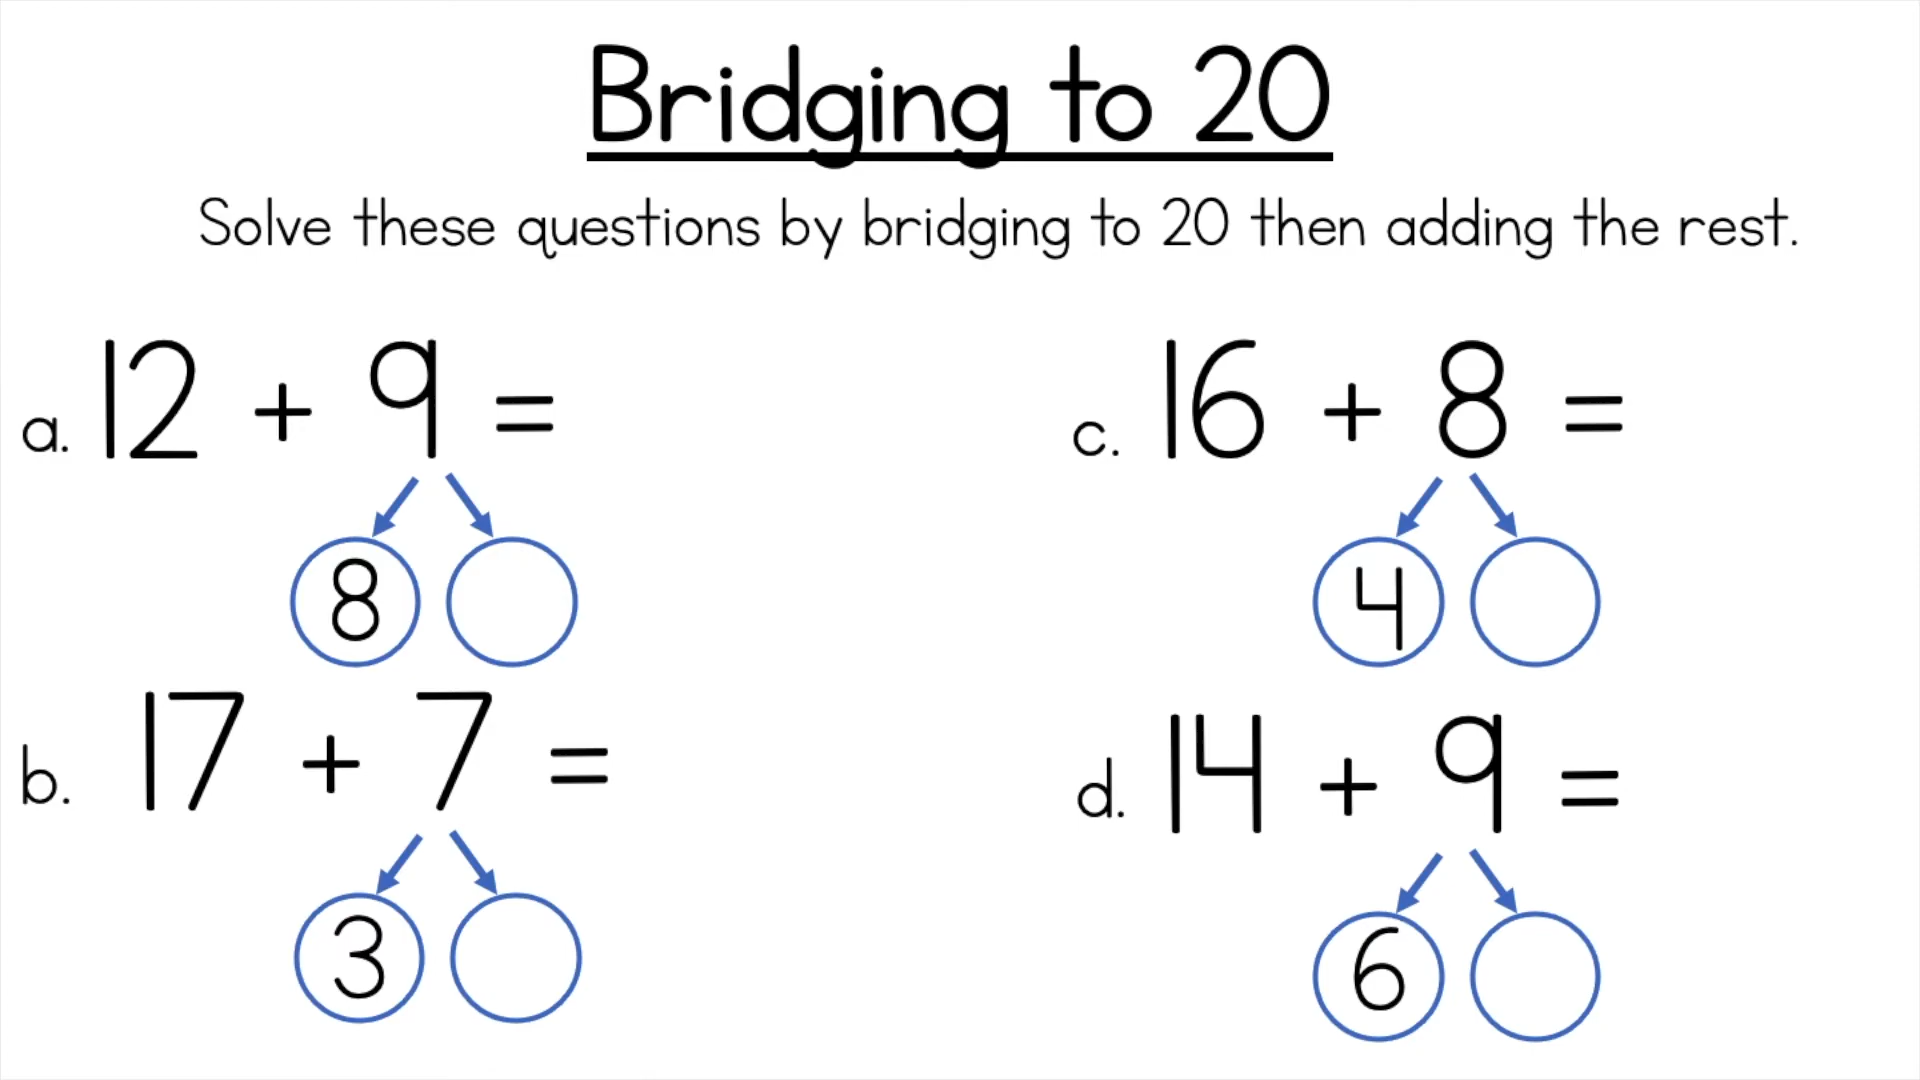 Bridging to 20
Solve these questions by bridging to 20 then adding the rest.
a. 12 + 9 =
8
b. 17 + 7 =
3
c. 16 + 8 =
4
d. 14 + 9 =
6